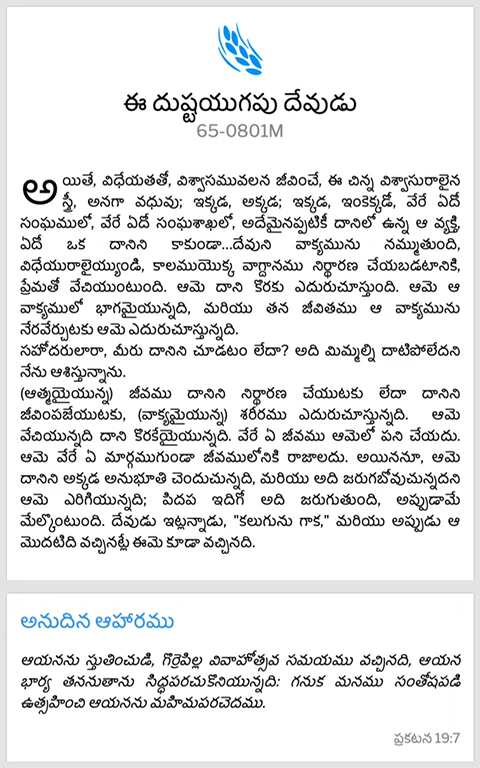 ఈ దుష్టయుగపు దేవుడు
65-0801M
అయితే, విధేయతతో, విశ్వాసమువలన జీవించే, ఈ చిన్న విశ్వాసురాలైన
స్త్రీ, అనగా వధువు; ఇక్కడ, అక్కడ; ఇక్కడ, ఇంకెక్కడో, వేరే ఏదో
సంఘములో, వేరే ఏదో సంఘశాఖలో, అదేమైనప్పటికీ దానిలో ఉన్న ఆ వ్యక్తి,
ఏదో ఒక దానిని కాకుండా...దేవుని వాక్యమును నమ్ముతుంది,
విధేయురాలైయ్యుండి, కాలముయొక్క వాగ్దానము నిర్ధారణ చేయబడటానికి,
ప్రేమతో వేచియుంటుంది. ఆమె దాని కొరకు ఎదురుచూస్తుంది. ఆమె ఆ
వాక్యములో భాగమైయున్నది, మరియు తన జీవితము ఆ వాక్యమును
నేరవేర్చుటకు ఆమె ఎదురుచూస్తున్నది.
సహోదరులారా, మీరు దానిని చూడటం లేదా? అది మిమ్మల్ని దాటిపోలేదని
నేను ఆశిస్తున్నాను.
(ఆత్మయైయున్న) జీవము దానిని నిర్ధారణ చేయుటకు లేదా దానిని
జీవింపజేయుటకు, (వాక్యమైయున్న) శరీరము ఎదురుచూస్తున్నది. ఆమె
వేచియున్నది దాని కొరకేయైయున్నది. వేరే ఏ జీవము ఆమెలో పని చేయదు.
ఆమె వేరే ఏ మార్గముగుండా జీవములోనికి రాజాలదు. అయిననూ, ఆమె
దానిని అక్కడ అనుభూతి చెందుచున్నది, మరియు అది జరుగబోవుచున్నదని
ఆమె ఎరిగియున్నది; పిదప ఇదిగో అది జరుగుతుంది, అప్పుడామే
మేల్కొంటుంది. దేవుడు ఇట్లన్నాడు, "కలుగును గాక," మరియు అప్పుడు ఆ
మొదటిది వచ్చినట్లే ఈమె కూడా వచ్చినది.
అనుదిన ఆహారము
ఆయనను స్తుతించుడి, గొర్రెపిల్ల వివాహోత్సవ సమయము వచ్చినది, ఆయన
భార్య తననుతాను సిద్ధపరచుకొనియున్నది: గనుక మనము సంతోషపడి
ఉత్సహించి ఆయనను మహిమపరచెదము.
ప్రకటన 19:7